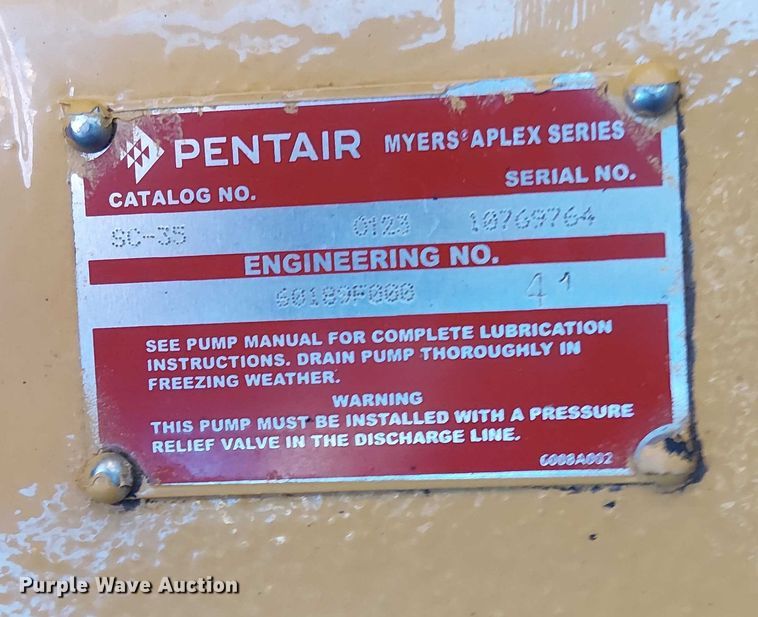 PENTAIR MYERS® APLEX SERIES
CATALOG NO. SERIAL NO.
SC-35 0123 10769764
ENGINEERING NO.
60189F000 41
SEE PUMP MANUAL FOR COMPLETE LUBRICATION
INSTRUCTIONS. DRAIN PUMP THOROUGHLY IN
FREEZING WEATHER.
WARNING
THIS PUMP MUST BE INSTALLED WITH A PRESSURE
RELIEF VALVE IN THE DISCHARGE LINE.
6008A002
Purple Wave Auction